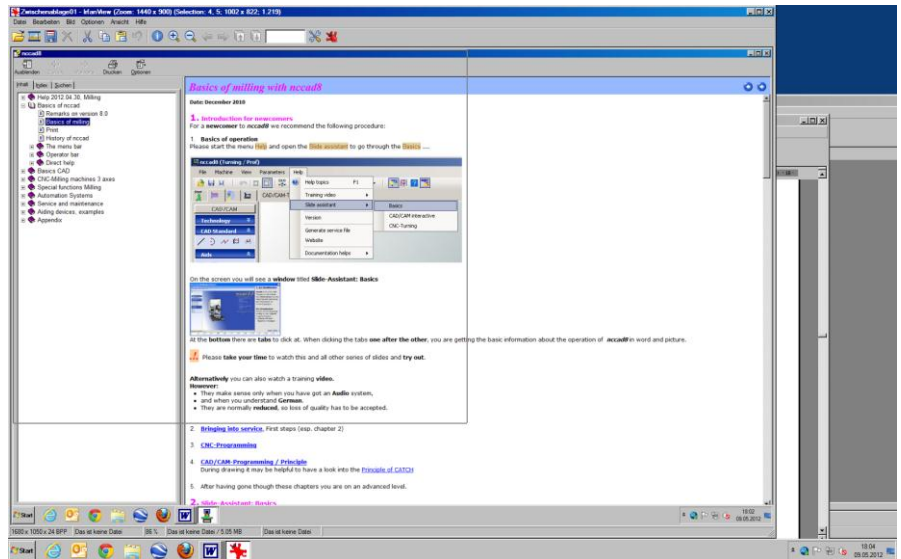 Zwischenablage01 - IrfanView (Zoom: 1440 x 900) (Selection: 4, 5; 1002 x 822; 1.219)
Datei Bearbeiten Bild Optionen Ansicht Hilfe
nccad8
Ausblenden Drucken Optionen
Inhalt Index Suchen
Help 2012.04.30, Milling
Basics of nccad
Remarks on version 8.0
Basics of milling
Print
History of nccad
The menu bar
Operator bar
Direct help
Basics CAD
CNC-Milling machines 3 axes
Special functions Milling
Automation Systems
Service and maintenance
Aiding devices, examples
Appendix
Basics of milling with nccad8
Date: December 2010
1. Introduction for newcomers
For a newcomer to nccad8 we recommend the following procedure:
1 Basics of operation
Please start the menu Help and open the Slide assistant to go through the Basics ....
nccad8 (Turning / Prof)
File Machine View Parameters Help
CAD/CAM-T
CAD/CAM
Technology
CAD-Standard
Aids
Help topics F1
Training video
Slide assistant
Version
Generate service file
Website
Documentation helps
Basics
CAD/CAM interactive
CNC-Turning
On the screen you will see a window titled Slide-Assistant: Basics
At the bottom there are tabs to click at. When clicking the tabs one after the other, you are getting the basic information about the operation of nccad8 in word and picture.
Please take your time to watch this and all other series of slides and try out.
Alternatively you can also watch a training video.
However:
• They make sense only when you have got an Audio system,
• and when you understand German.
• They are normally reduced, so loss of quality has to be accepted.
2. Bringing into service, First steps (esp. chapter 2)
3 CNC-Programming
4. CAD/CAM-Programming / Principle
During drawing it may be helpful to have a look into the Principle of CATCH
5. After having gone though these chapters you are on an advanced level.
2. Slide-Assistant: Basics
Start
18:02
09.05.2012
1680 x 1050 x 24 BPP Das ist keine Datei 86 % Das ist keine Datei / 5.05 MB Das ist keine Datei
Start
18:04
09.05.2012